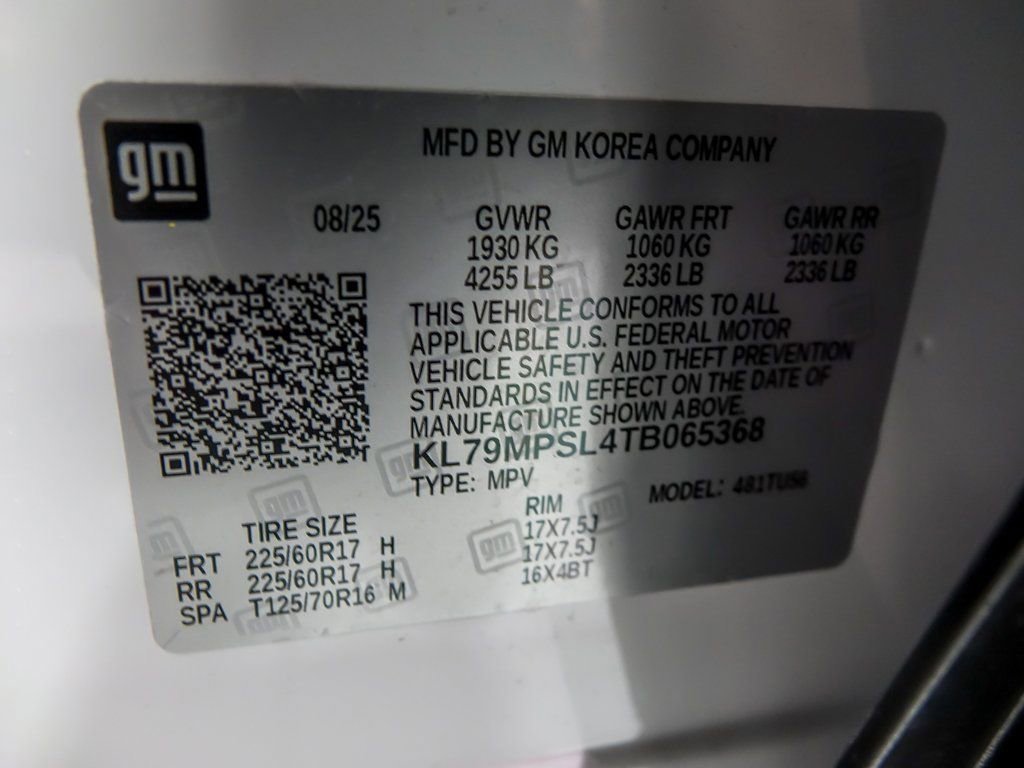 gm
MFD BY GM KOREA COMPANY
08/25
GVWR GAWR FRT GAWR RR
1930 KG 1060 KG 1060 KG
4255 LB 2336 LB 2336 LB
THIS VEHICLE CONFORMS TO ALL
APPLICABLE U.S. FEDERAL MOTOR
VEHICLE SAFETY AND THEFT PREVENTION
STANDARDS IN EFFECT ON THE DATE OF
MANUFACTURE SHOWN ABOVE.
KL79MPSL4TB065368
TYPE: MPV MODEL: 481TU56
TIRE SIZE RIM
FRT 225/60R17 H 17X7.5J
RR 225/60R17 H 17X7.5J
SPA T125/70R16 M 16X4BT